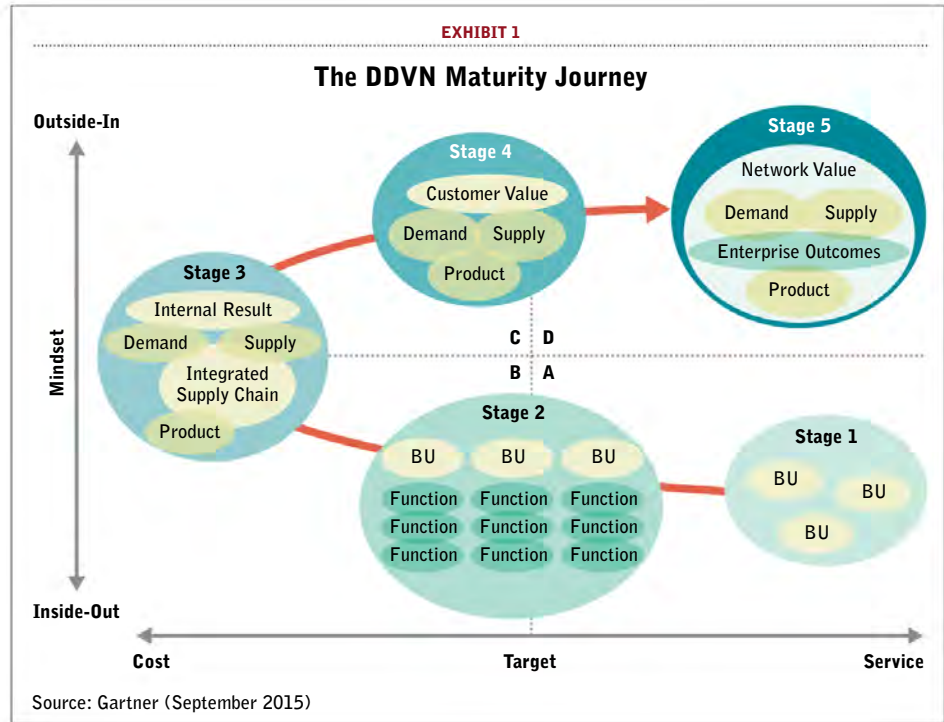 EXHIBIT 1
The DDVN Maturity Journey
Outside-In
Mindset
Inside-Out
Stage 5
Network Value
Demand Supply
Enterprise Outcomes
Product
Stage 4
Customer Value
Demand Supply
Product
Stage 3
Internal Result
Demand Supply
Integrated
Supply Chain
Product
C D
B A
Stage 2
BU BU BU
Function Function Function
Function Function Function
Function Function Function
Stage 1
BU
BU
BU
Cost Target Service
Source: Gartner (September 2015)